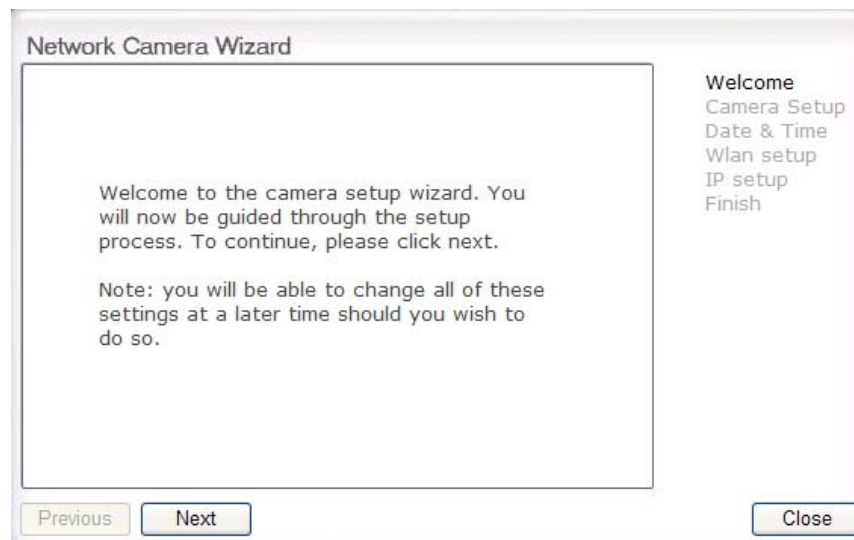 Network Camera Wizard
Welcome to the camera setup wizard. You
will now be guided through the setup
process. To continue, please click next.
Note: you will be able to change all of these
settings at a later time should you wish to
do so.
Welcome
Camera Setup
Date & Time
Wlan setup
IP setup
Finish
Previous
Next
Close